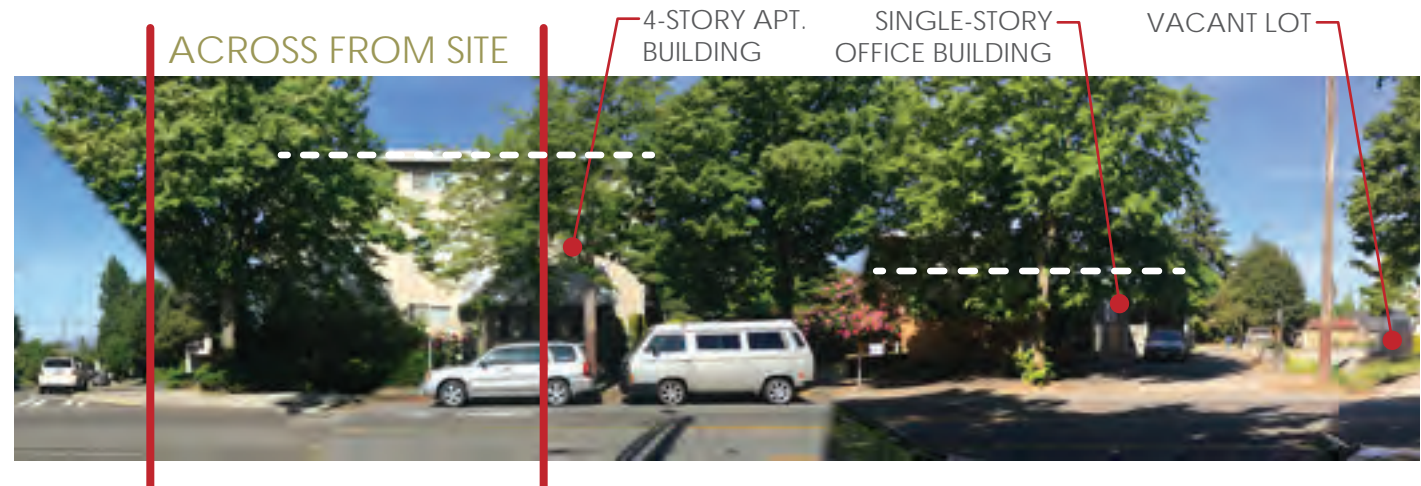 ACROSS FROM SITE
4-STORY APT.
BUILDING
SINGLE-STORY
OFFICE BUILDING
VACANT LOT